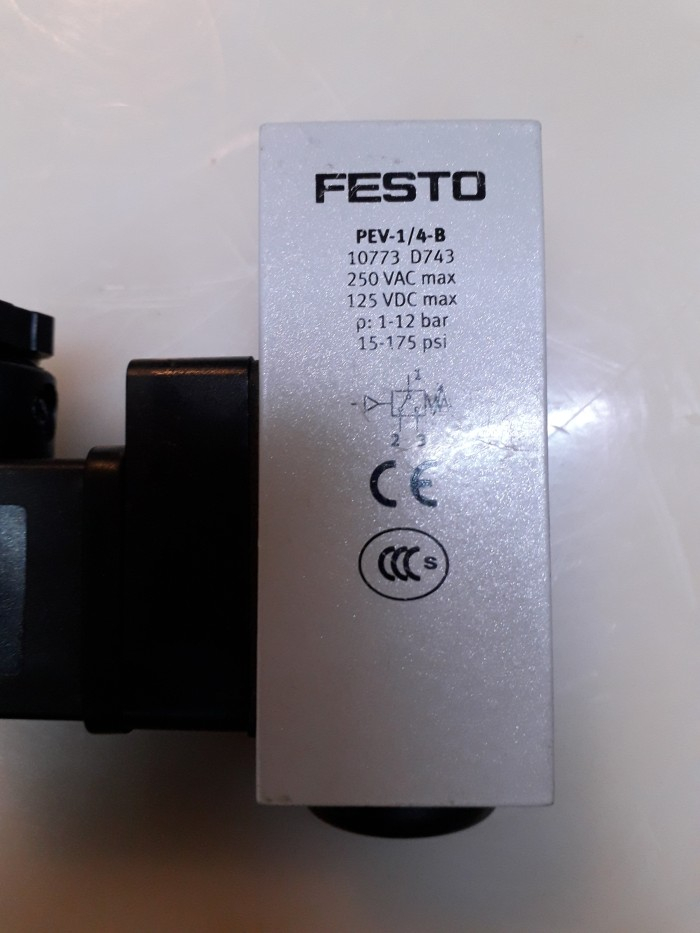 FESTO
PEV-1/4-B
10773 D743
250 VAC max
125 VDC max
ρ: 1-12 bar
15-175 psi
1
2 3
CE
CCC S